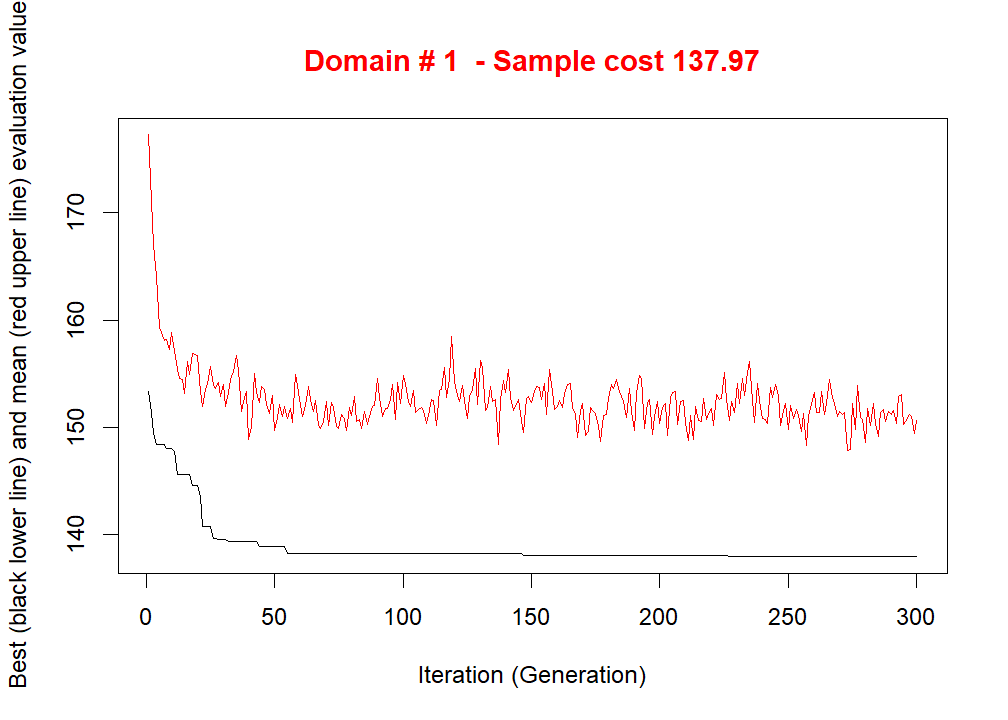 Domain # 1  - Sample cost 137.97
Best (black lower line) and mean (red upper line) evaluation value
170
160
150
140
0 50 100 150 200 250 300
Iteration (Generation)